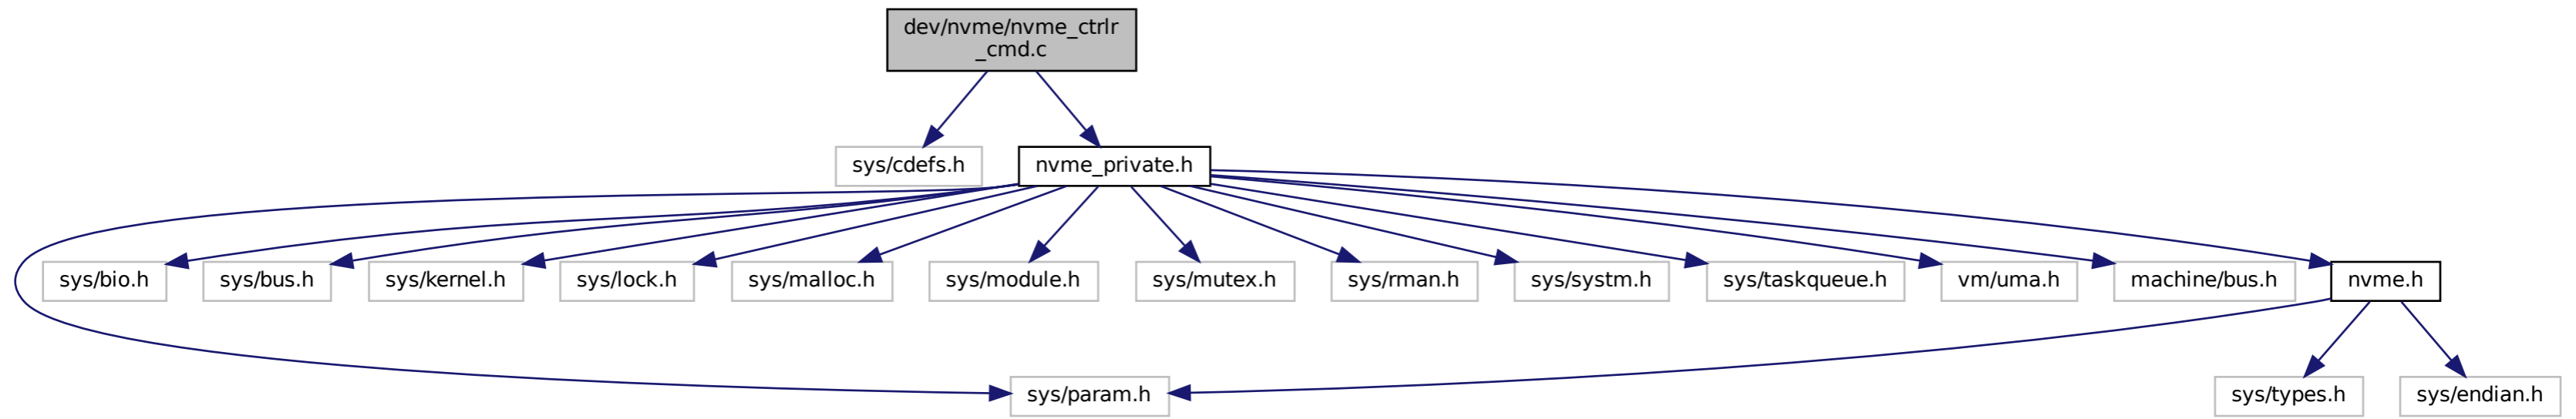 dev/nvme/nvme_ctrlr
_cmd.c
sys/cdefs.h
nvme_private.h
sys/bio.h
sys/bus.h
sys/kernel.h
sys/lock.h
sys/malloc.h
sys/module.h
sys/mutex.h
sys/rman.h
sys/systm.h
sys/taskqueue.h
vm/uma.h
machine/bus.h
nvme.h
sys/param.h
sys/types.h
sys/endian.h